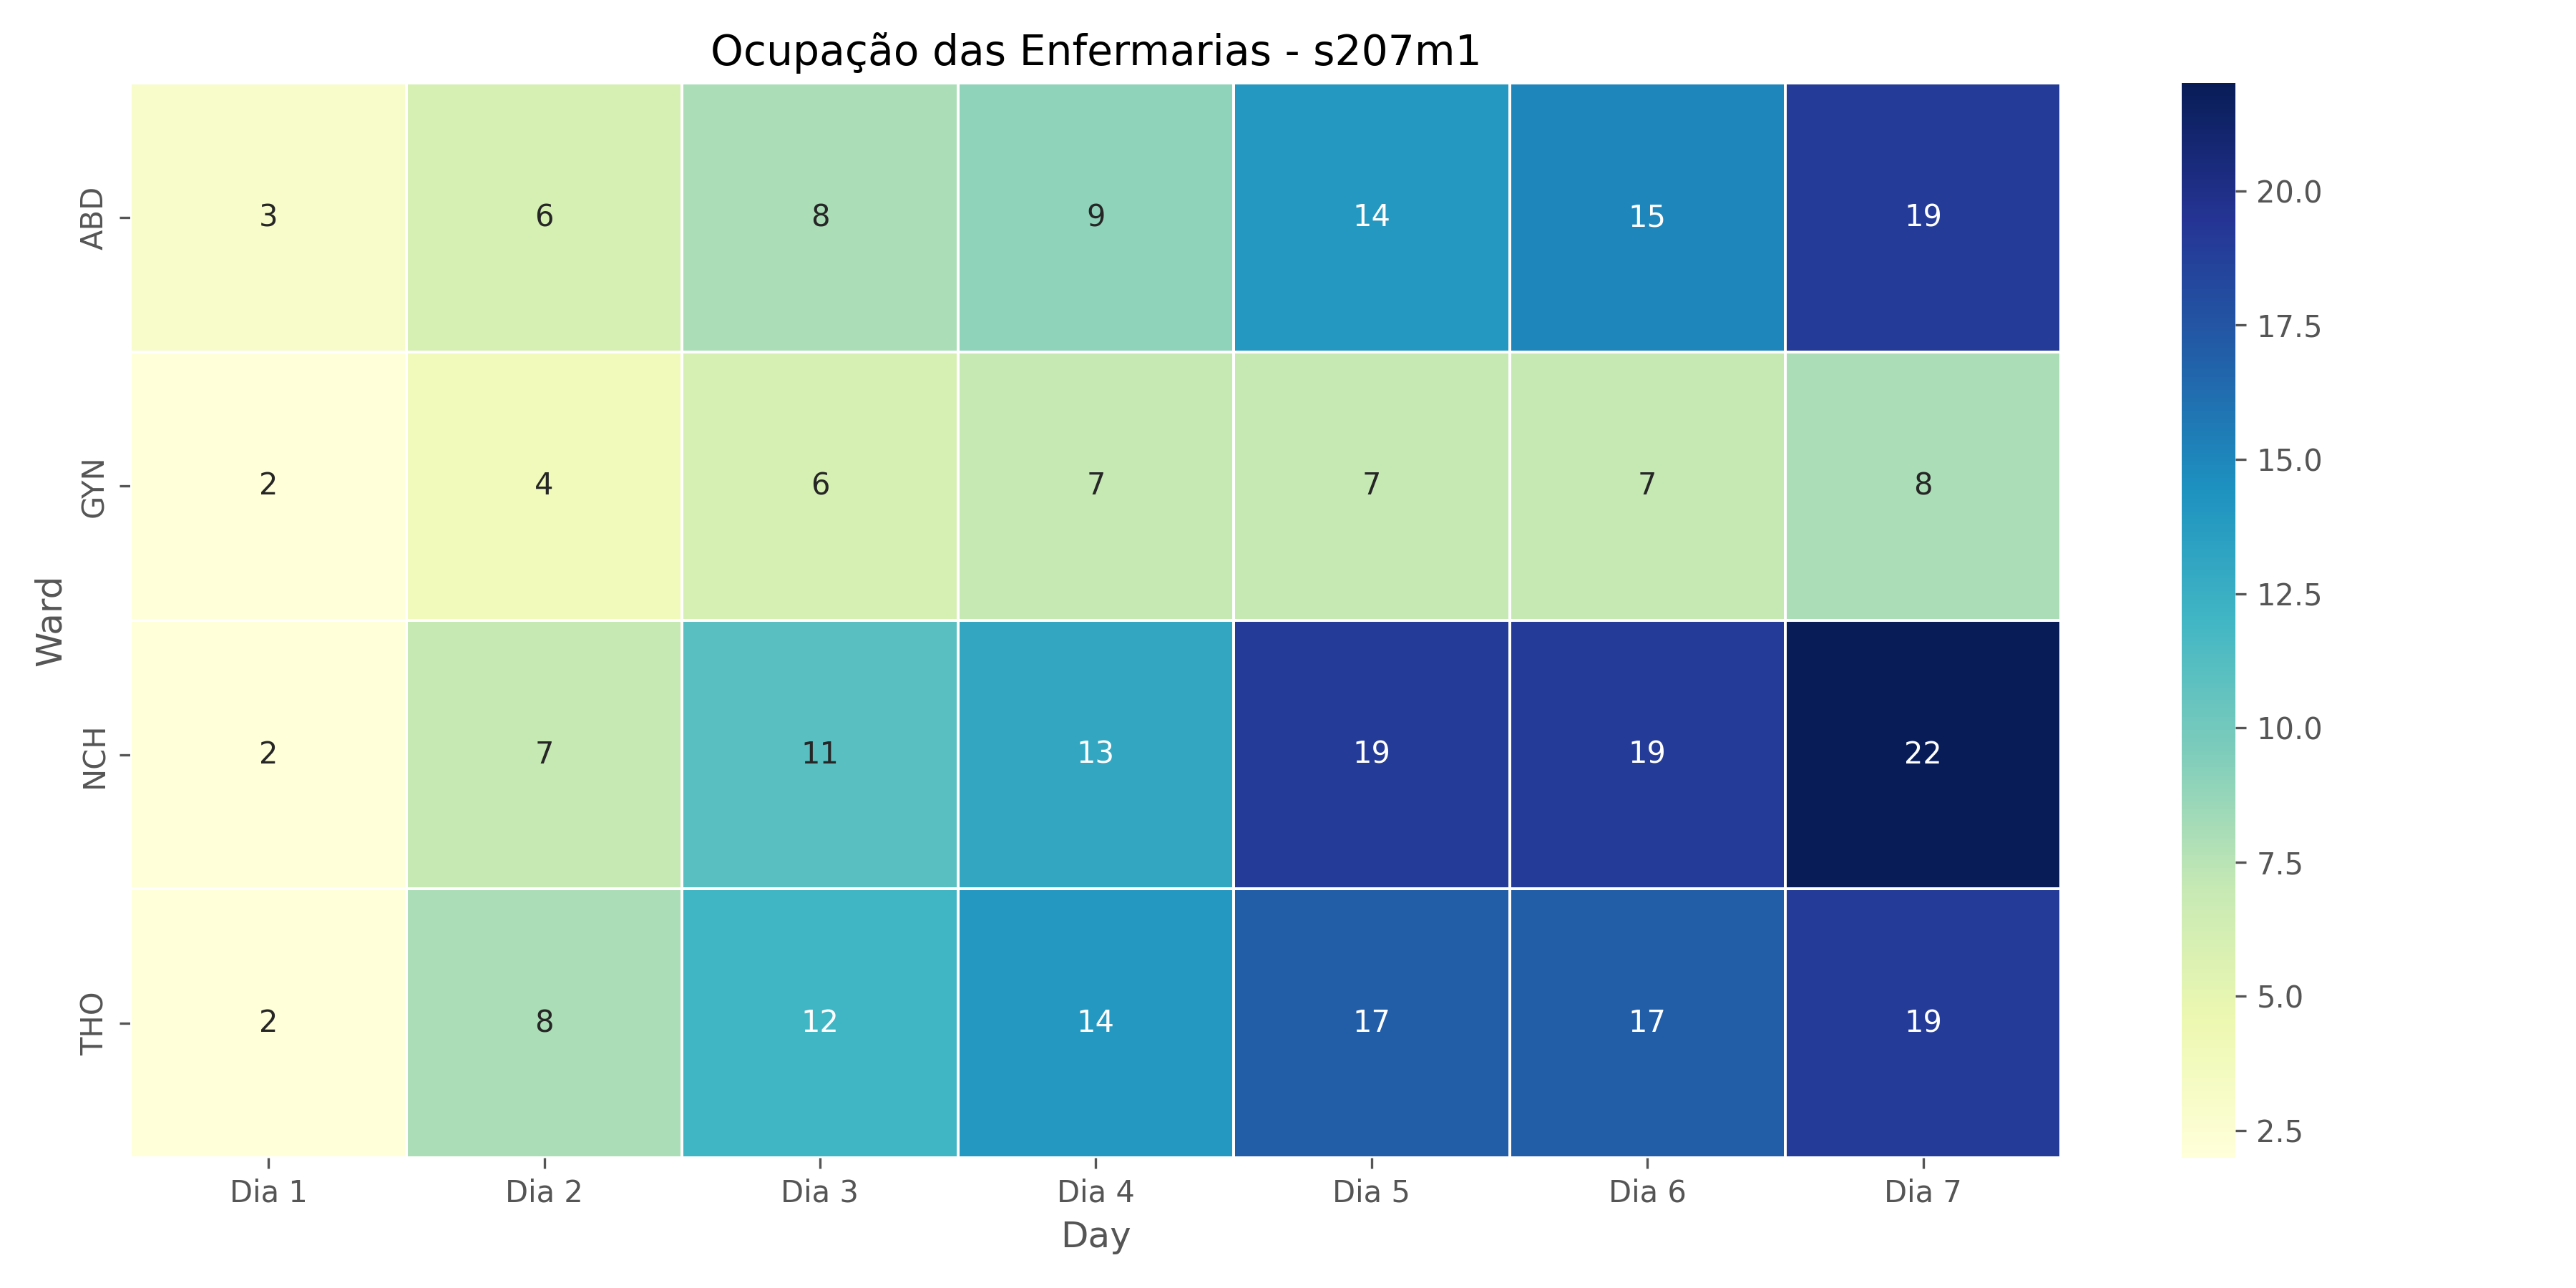 Ocupação das Enfermarias - s207m1
ABD 3 6 8 9 14 15 19
GYN 2 4 6 7 7 7 8
NCH 2 7 11 13 19 19 22
THO 2 8 12 14 17 17 19
Ward
Dia 1 Dia 2 Dia 3 Dia 4 Dia 5 Dia 6 Dia 7
Day
20.0
17.5
15.0
12.5
10.0
7.5
5.0
2.5